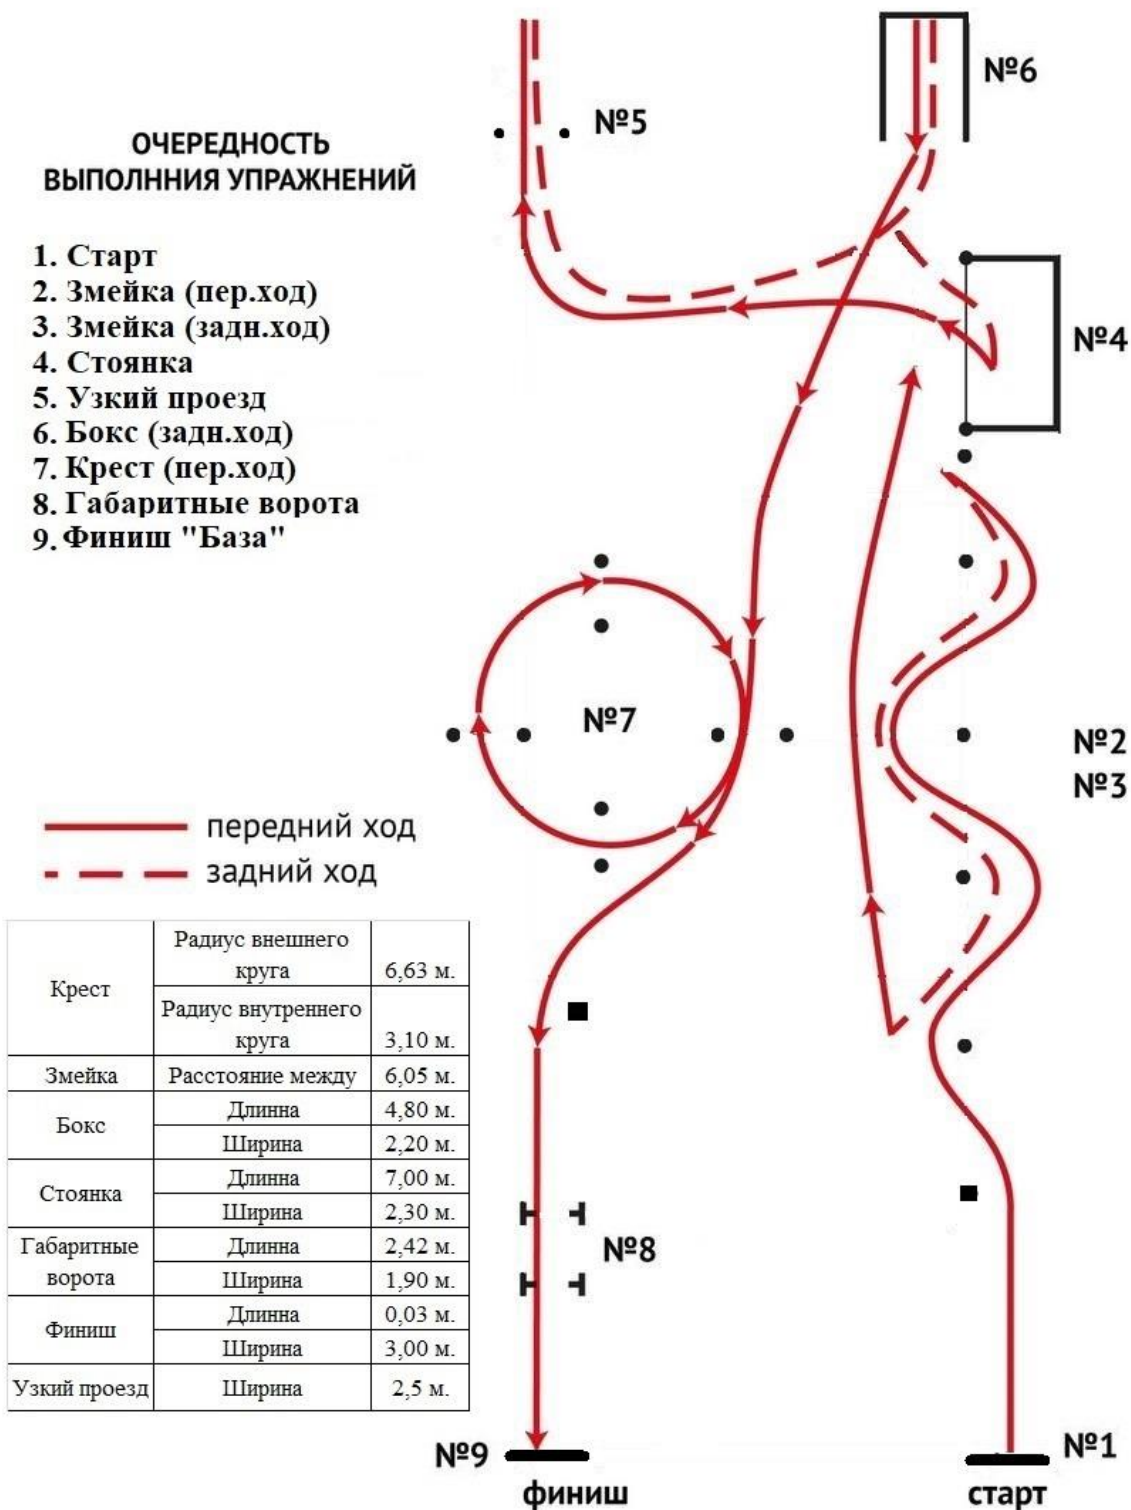 ОЧЕРЕДНОСТЬ
ВЫПОЛННИЯ УПРАЖНЕНИЙ
1. Старт
2. Змейка (пер.ход)
3. Змейка (задн.ход)
4. Стоянка
5. Узкий проезд
6. Бокс (задн.ход)
7. Крест (пер.ход)
8. Габаритные ворота
9. Финиш "База"
№5
№6
№4
№7
№2
№3
передний ход
задний ход
Крест
Радиус внешнего
круга
6,63 м.
Радиус внутреннего
круга
3,10 м.
Змейка Расстояние между 6,05 м.
Бокс
Длинна 4,80 м.
Ширина 2,20 м.
Стоянка
Длинна 7,00 м.
Ширина 2,30 м.
Габаритные
ворота
Длинна 2,42 м.
Ширина 1,90 м.
Финиш
Длинна 0,03 м.
Ширина 3,00 м.
Узкий проезд Ширина 2,5 м.
№8
№9
финиш
№1
старт